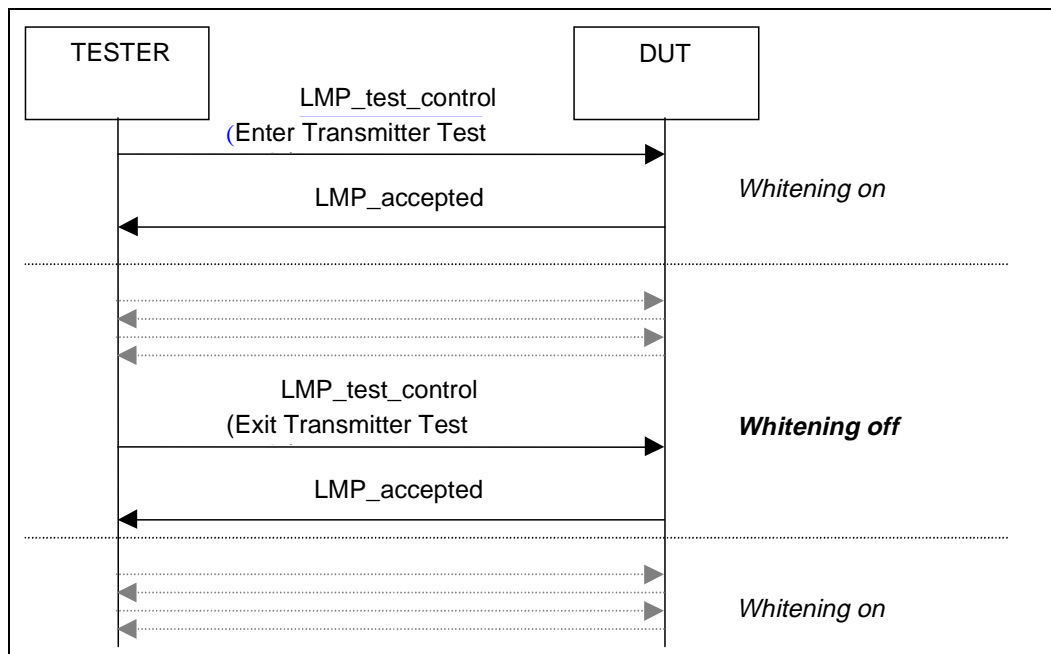 TESTER
DUT
LMP_test_control
(Enter Transmitter Test
Whitening on
LMP_accepted
LMP_test_control
(Exit Transmitter Test
Whitening off
LMP_accepted
Whitening on